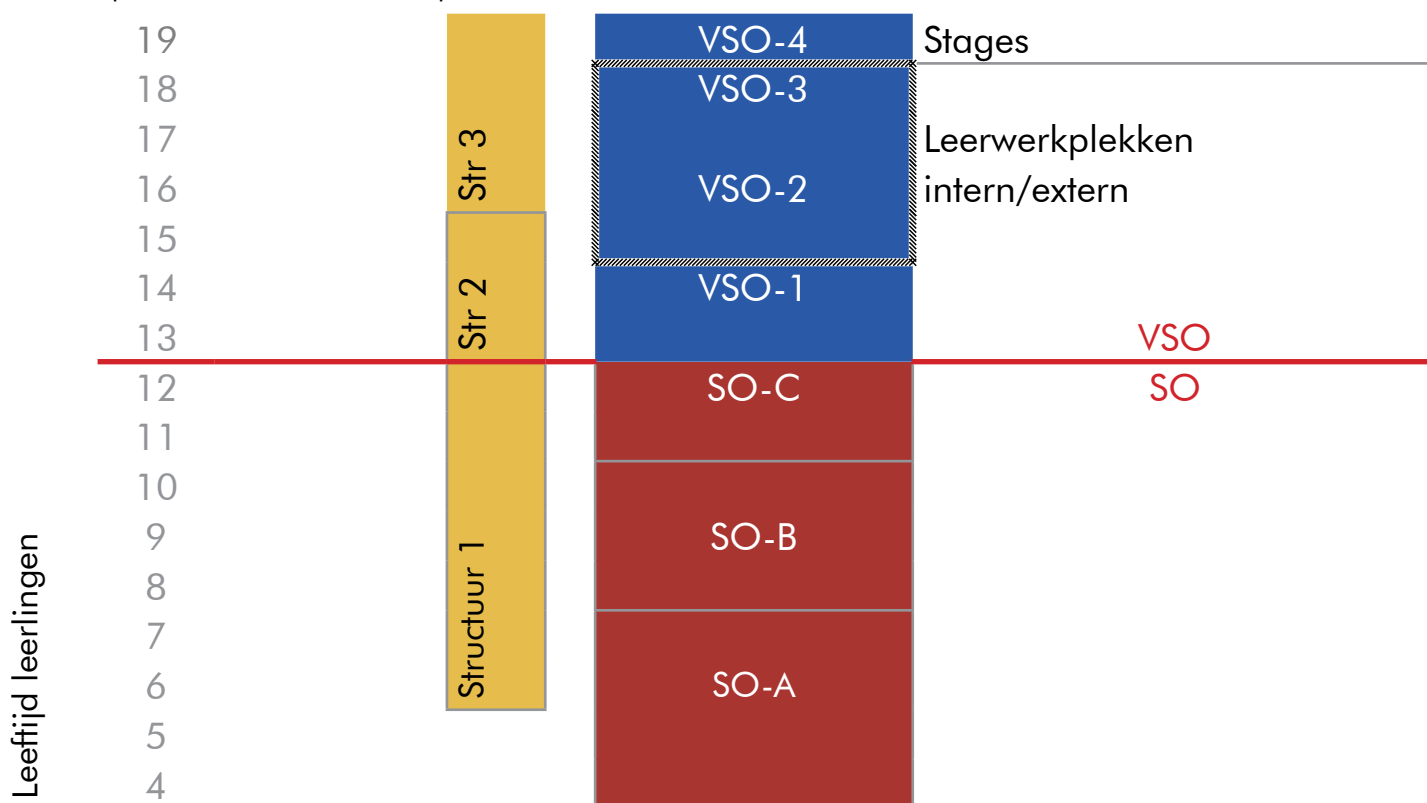 19 VSO-4 Stages
18 VSO-3
17 Leerwerkplekken
16 VSO-2 intern/extern
15
14 VSO-1
13 VSO
12 SO-C SO
11
10
9 SO-B
8
7
6 SO-A
5
4
Str 3
Str 2
Structuur 1
Leeftijd leerlingen